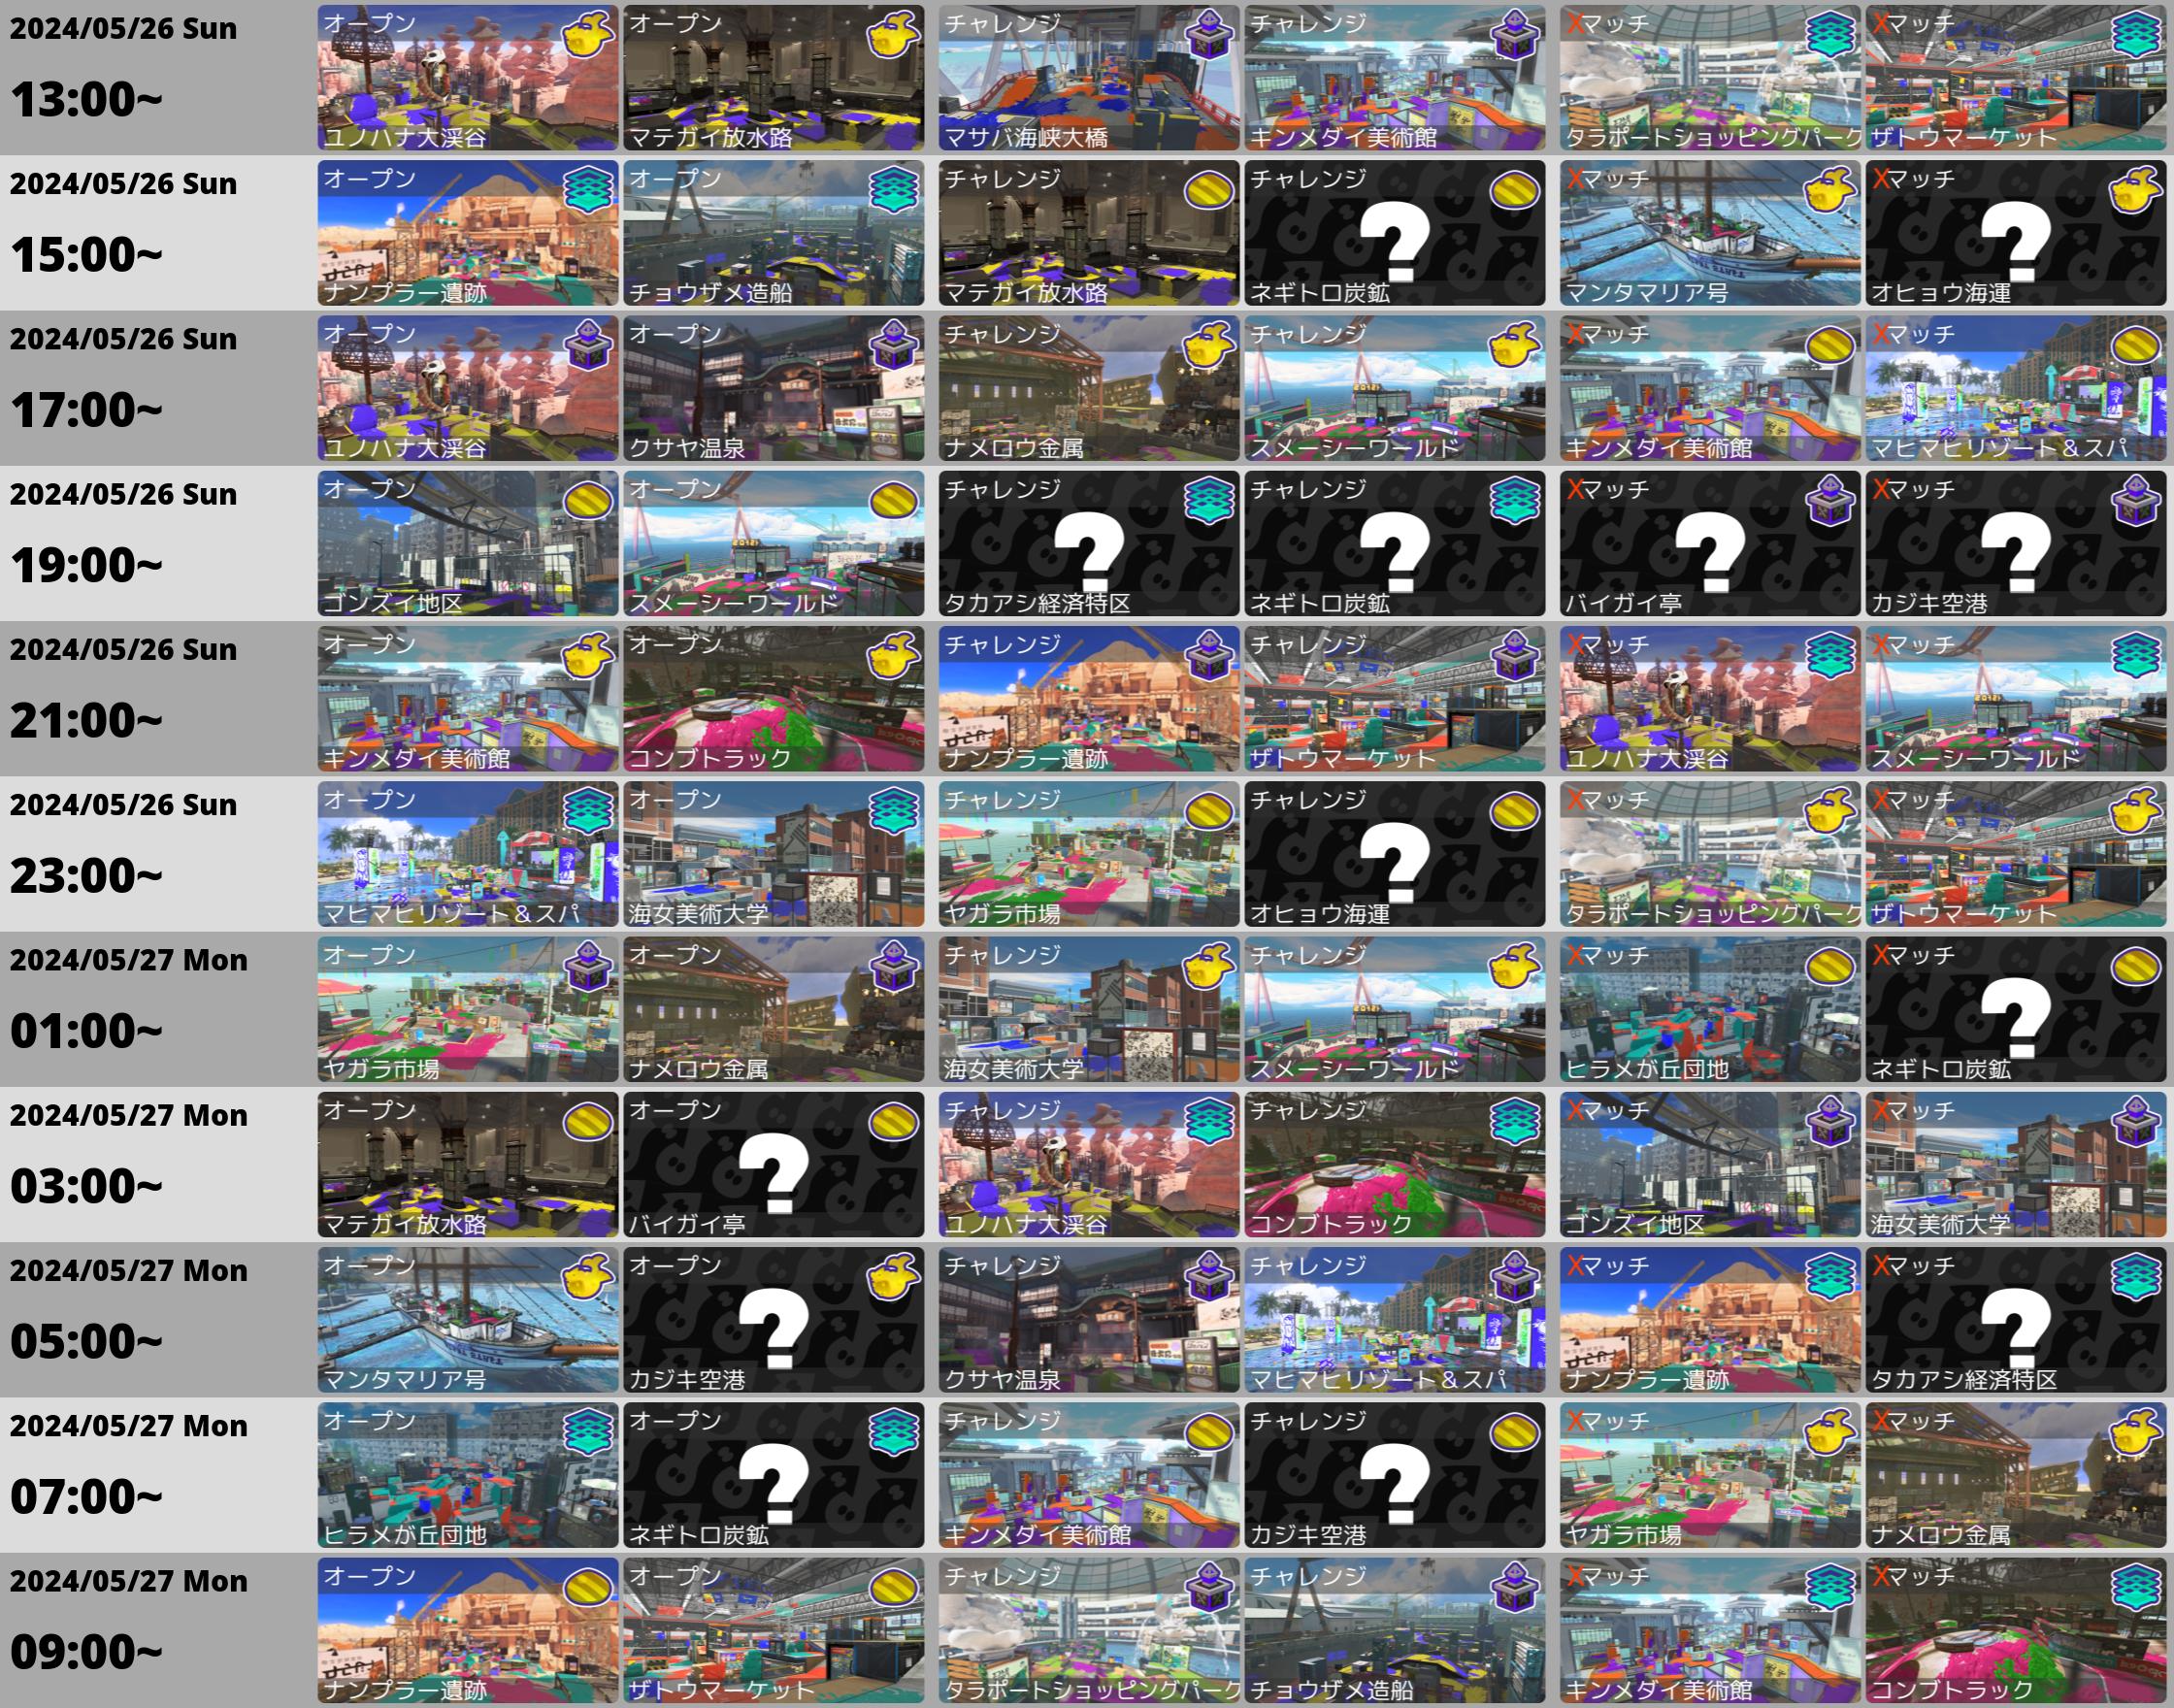 2024/05/26 Sun
13:00~
オープン
ユノハナ大渓谷
オープン
マテガイ放水路
チャレンジ
マサバ海峡大橋
チャレンジ
キンメダイ美術館
Xマッチ
タラポートショッピングパーク
Xマッチ
ザトウマーケット
2024/05/26 Sun
15:00~
オープン
ナンプラー遺跡
オープン
チョウザメ造船
チャレンジ
マテガイ放水路
チャレンジ
?
ネギトロ炭鉱
Xマッチ
マンタマリア号
Xマッチ
?
オヒョウ海運
2024/05/26 Sun
17:00~
オープン
ユノハナ大渓谷
オープン
クサヤ温泉
チャレンジ
ナメロウ金属
チャレンジ
スメーシーワールド
Xマッチ
キンメダイ美術館
Xマッチ
マヒマヒリゾート&スパ
2024/05/26 Sun
19:00~
オープン
ゴンズイ地区
オープン
スメーシーワールド
チャレンジ
?
タカアシ経済特区
チャレンジ
?
ネギトロ炭鉱
Xマッチ
?
バイガイ亭
Xマッチ
?
カジキ空港
2024/05/26 Sun
21:00~
オープン
キンメダイ美術館
オープン
コンブトラック
チャレンジ
ナンプラー遺跡
チャレンジ
ザトウマーケット
Xマッチ
ユノハナ大渓谷
Xマッチ
スメーシーワールド
2024/05/26 Sun
23:00~
オープン
マヒマヒリゾート&スパ
オープン
海女美術大学
チャレンジ
ヤガラ市場
チャレンジ
?
オヒョウ海運
Xマッチ
タラポートショッピングパーク
Xマッチ
ザトウマーケット
2024/05/27 Mon
01:00~
オープン
ヤガラ市場
オープン
ナメロウ金属
チャレンジ
海女美術大学
チャレンジ
スメーシーワールド
Xマッチ
ヒラメが丘団地
Xマッチ
?
ネギトロ炭鉱
2024/05/27 Mon
03:00~
オープン
マテガイ放水路
オープン
?
バイガイ亭
チャレンジ
ユノハナ大渓谷
チャレンジ
コンブトラック
Xマッチ
ゴンズイ地区
Xマッチ
海女美術大学
2024/05/27 Mon
05:00~
オープン
マンタマリア号
オープン
?
カジキ空港
チャレンジ
クサヤ温泉
チャレンジ
マヒマヒリゾート&スパ
Xマッチ
ナンプラー遺跡
Xマッチ
?
タカアシ経済特区
2024/05/27 Mon
07:00~
オープン
ヒラメが丘団地
オープン
?
ネギトロ炭鉱
チャレンジ
キンメダイ美術館
チャレンジ
?
カジキ空港
Xマッチ
ヤガラ市場
Xマッチ
ナメロウ金属
2024/05/27 Mon
09:00~
オープン
ナンプラー遺跡
オープン
ザトウマーケット
チャレンジ
タラポートショッピングパーク
チャレンジ
チョウザメ造船
Xマッチ
キンメダイ美術館
Xマッチ
コンブトラック